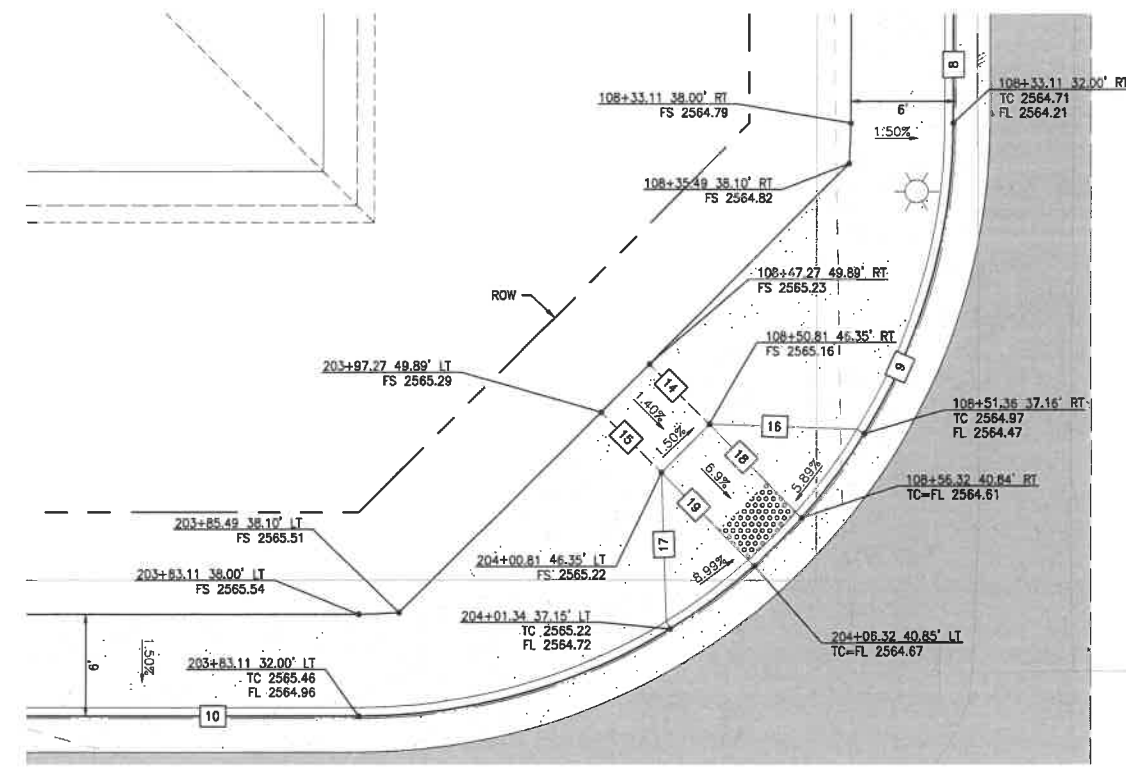 8
108+33.11 32.00' RT
TC 2564.71
FL 2564.21
108+33.11 38.00' RT
FS 2564.79
6'
1.50%
108+35.49 38.10' RT
FS 2564.82
108+47.27 49.89' RT
FS 2565.23
ROW
108+50.81 46.35' RT
FS 2565.16
203+97.27 49.89' LT
FS 2565.29
9
14
1.40%
15
1.50%
16
108+51.36 37.16' RT
TC 2564.97
FL 2564.47
18
6.9%
5.89%
108+56.32 40.84' RT
TC=FL 2564.61
19
203+85.49 38.10' LT
FS 2565.51
17
204+00.81 46.35' LT
FS 2565.22
8.99%
203+83.11 38.00' LT
FS 2565.54
204+01.34 37.15' LT
TC 2565.22
FL 2564.72
204+06.32 40.85' LT
TC=FL 2564.67
6'
1.50%
203+83.11 32.00' LT
TC 2565.46
FL 2564.96
10